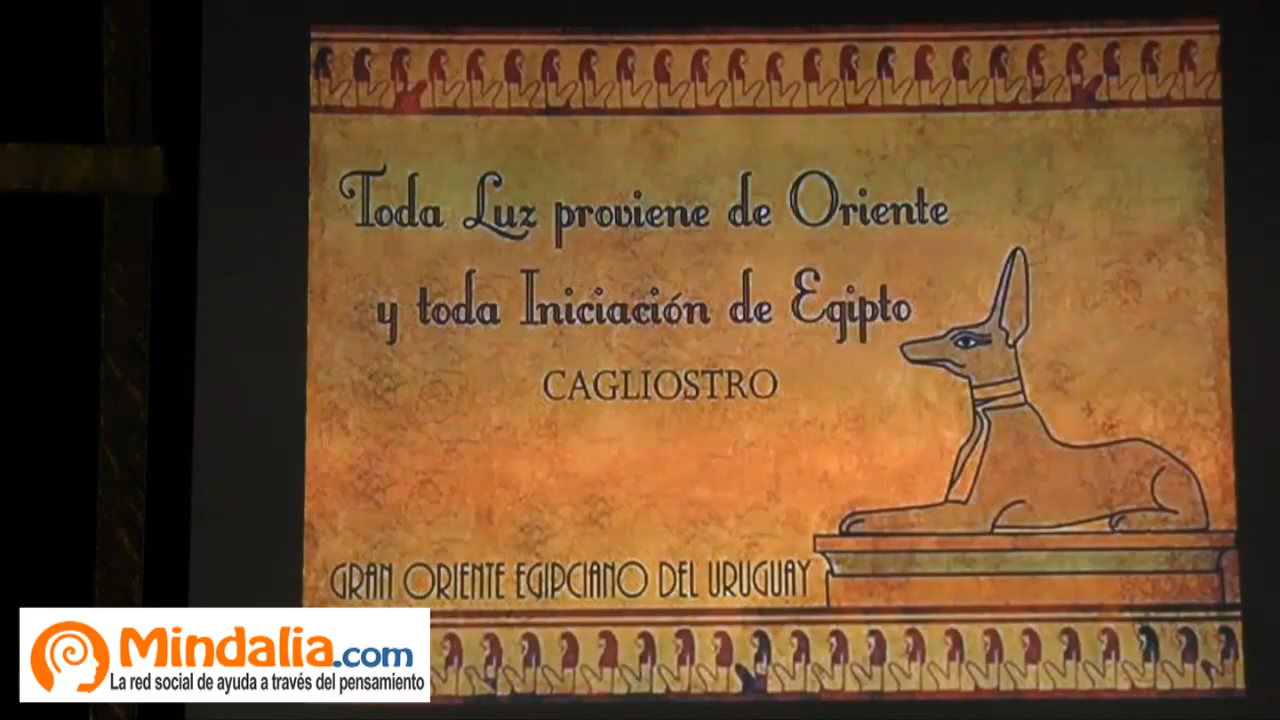 Toda Luz proviene de Oriente
y toda Iniciación de Egipto
CAGLIOSTRO
GRAN ORIENTE EGIPCIANO DEL URUGUAY
Mindalia.com
La red social de ayuda a través del pensamiento